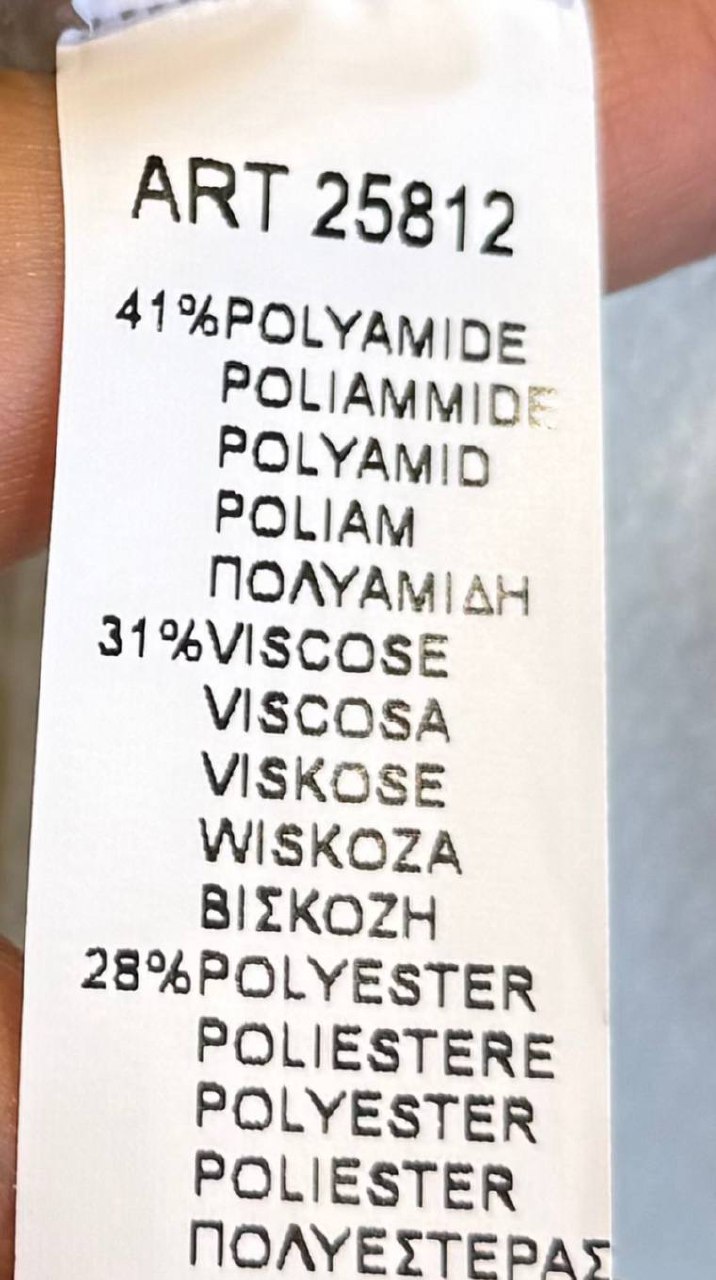 ART 25812
41%POLYAMIDE
POLIAMMIDE
POLYAMID
POLIAM
ΠΟΛΥΑΜΙΔΗ
31%VISCOSE
VISCOSA
VISKOSE
WISKOZA
ΒΙΣΚΟΖΗ
28%POLYESTER
POLIESTERE
POLYESTER
POLIESTER
ΠΟΛΥΕΣΤΕΡΑΣ